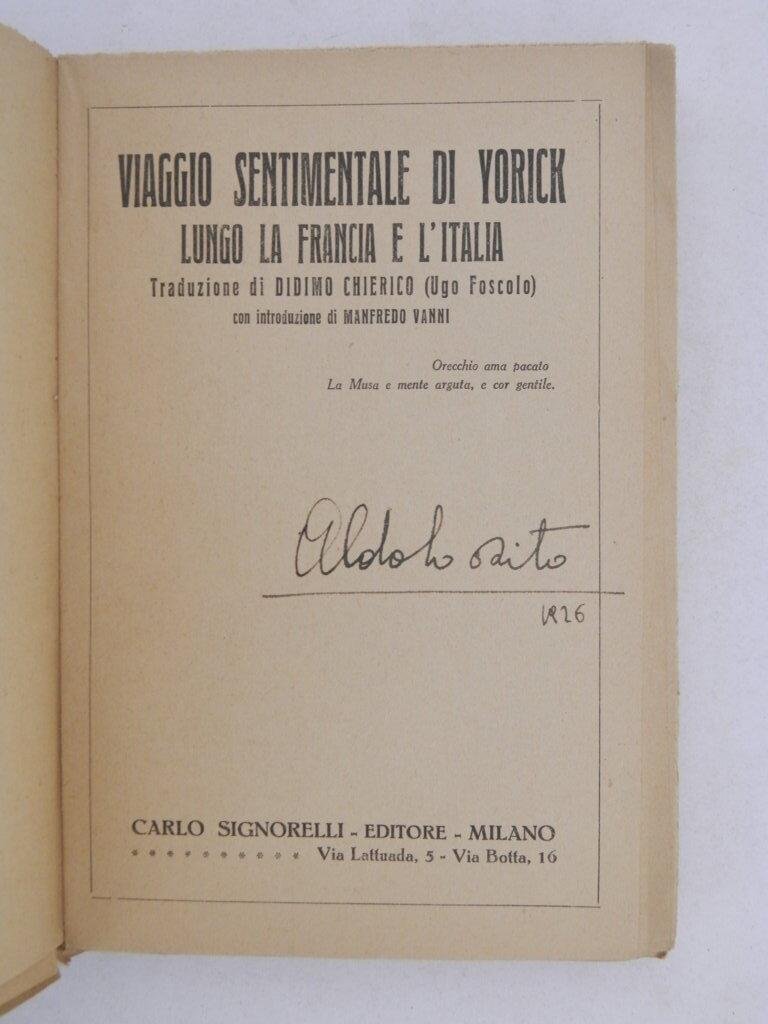 VIAGGIO SENTIMENTALE DI YORICK
LUNGO LA FRANCIA E L'ITALIA
Traduzione di DIDIMO CHIERICO (Ugo Foscolo)
con introduzione di MANFREDO VANNI
Orecchio ama pacato
La Musa e mente arguta, e cor gentile.
1926
CARLO SIGNORELLI - EDITORE - MILANO
* * * * * * * * * * Via Lattuada, 5 - Via Botta, 16